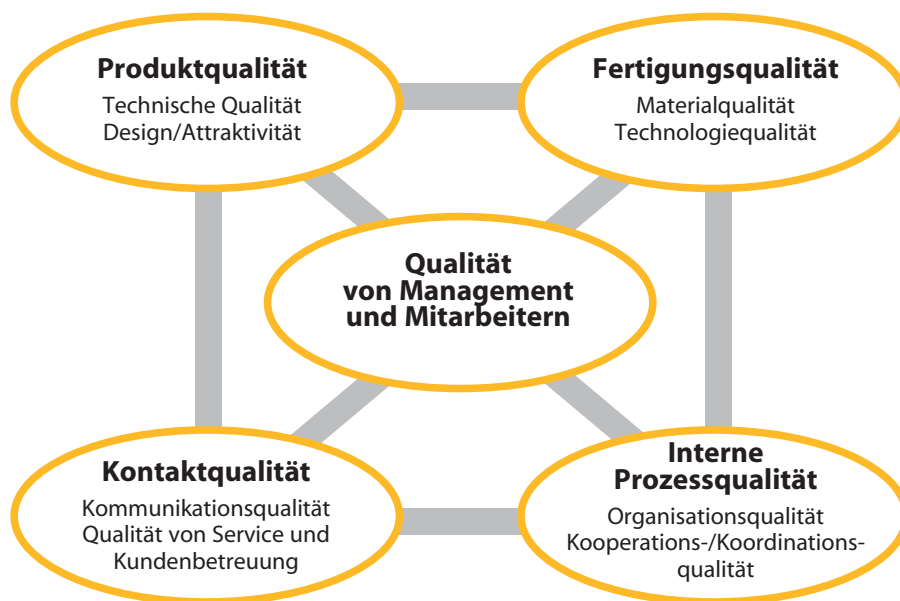 Produktqualität
Technische Qualität
Design/Attraktivität
Fertigungsqualität
Materialqualität
Technologiequalität
Qualität
von Management
und Mitarbeitern
Kontaktqualität
Kommunikationsqualität
Qualität von Service und
Kundenbetreuung
Interne
Prozessqualität
Organisationsqualität
Kooperations-/Koordinations-
qualität